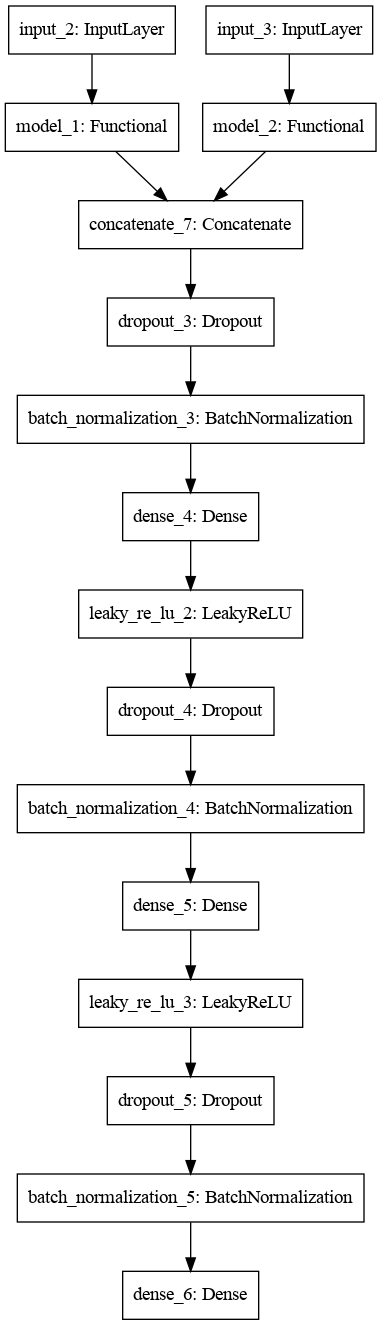 input_2: InputLayer
input_3: InputLayer
model_1: Functional
model_2: Functional
concatenate_7: Concatenate
dropout_3: Dropout
batch_normalization_3: BatchNormalization
dense_4: Dense
leaky_re_lu_2: LeakyReLU
dropout_4: Dropout
batch_normalization_4: BatchNormalization
dense_5: Dense
leaky_re_lu_3: LeakyReLU
dropout_5: Dropout
batch_normalization_5: BatchNormalization
dense_6: Dense